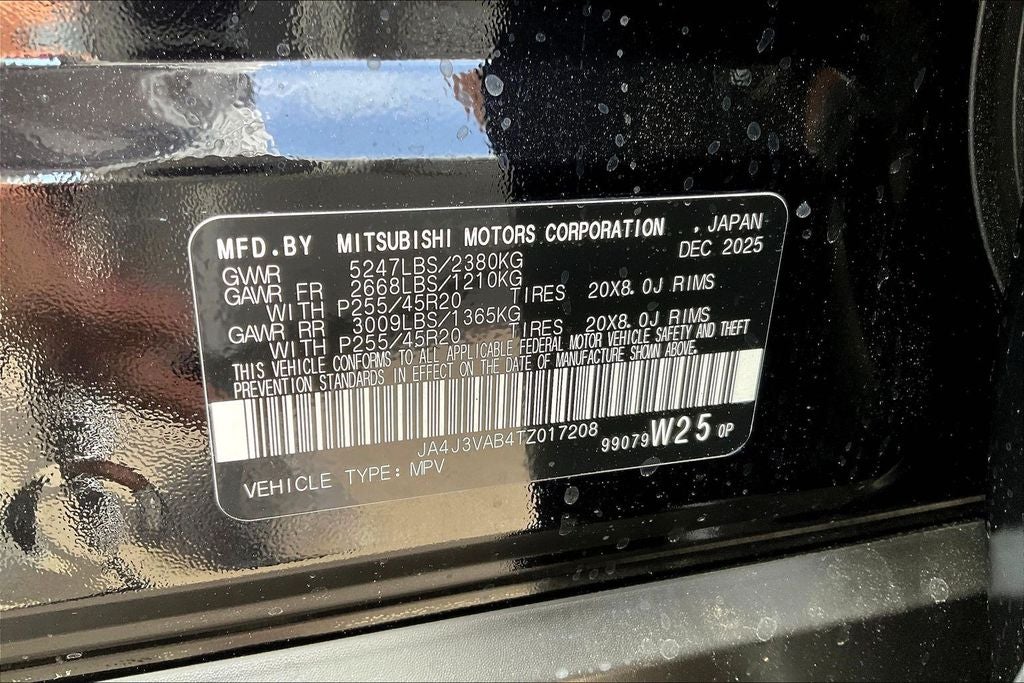 MFD.BY MITSUBISHI MOTORS CORPORATION , JAPAN
DEC 2025
GVWR 5247LBS/2380KG
GAWR FR 2668LBS/1210KG
WITH P255/45R20 TIRES 20X8.0J RIMS
GAWR RR 3009LBS/1365KG
WITH P255/45R20 TIRES 20X8.0J RIMS
THIS VEHICLE CONFORMS TO ALL APPLICABLE FEDERAL MOTOR VEHICLE SAFETY AND THEFT
PREVENTION STANDARDS IN EFFECT ON THE DATE OF MANUFACTURE SHOWN ABOVE.
JA4J3VAB4TZ017208
99079 W25 0P
VEHICLE TYPE: MPV